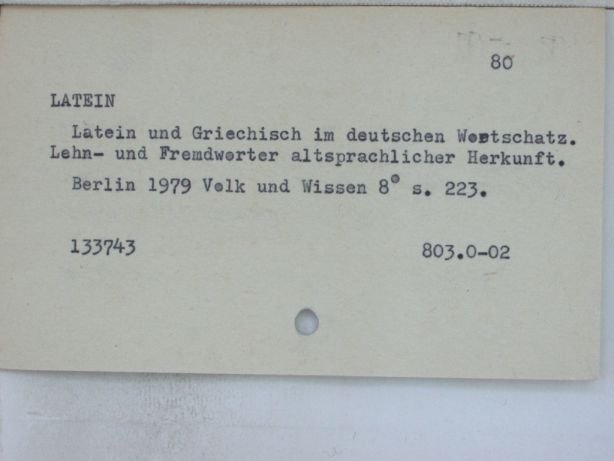 80
LATEIN
Latein und Griechisch im deutschen Wortschatz.
Lehn- und Fremdworter altsprachlicher Herkunft.
Berlin 1979 Volk und Wissen 8° s. 223.
133743 803.0-02